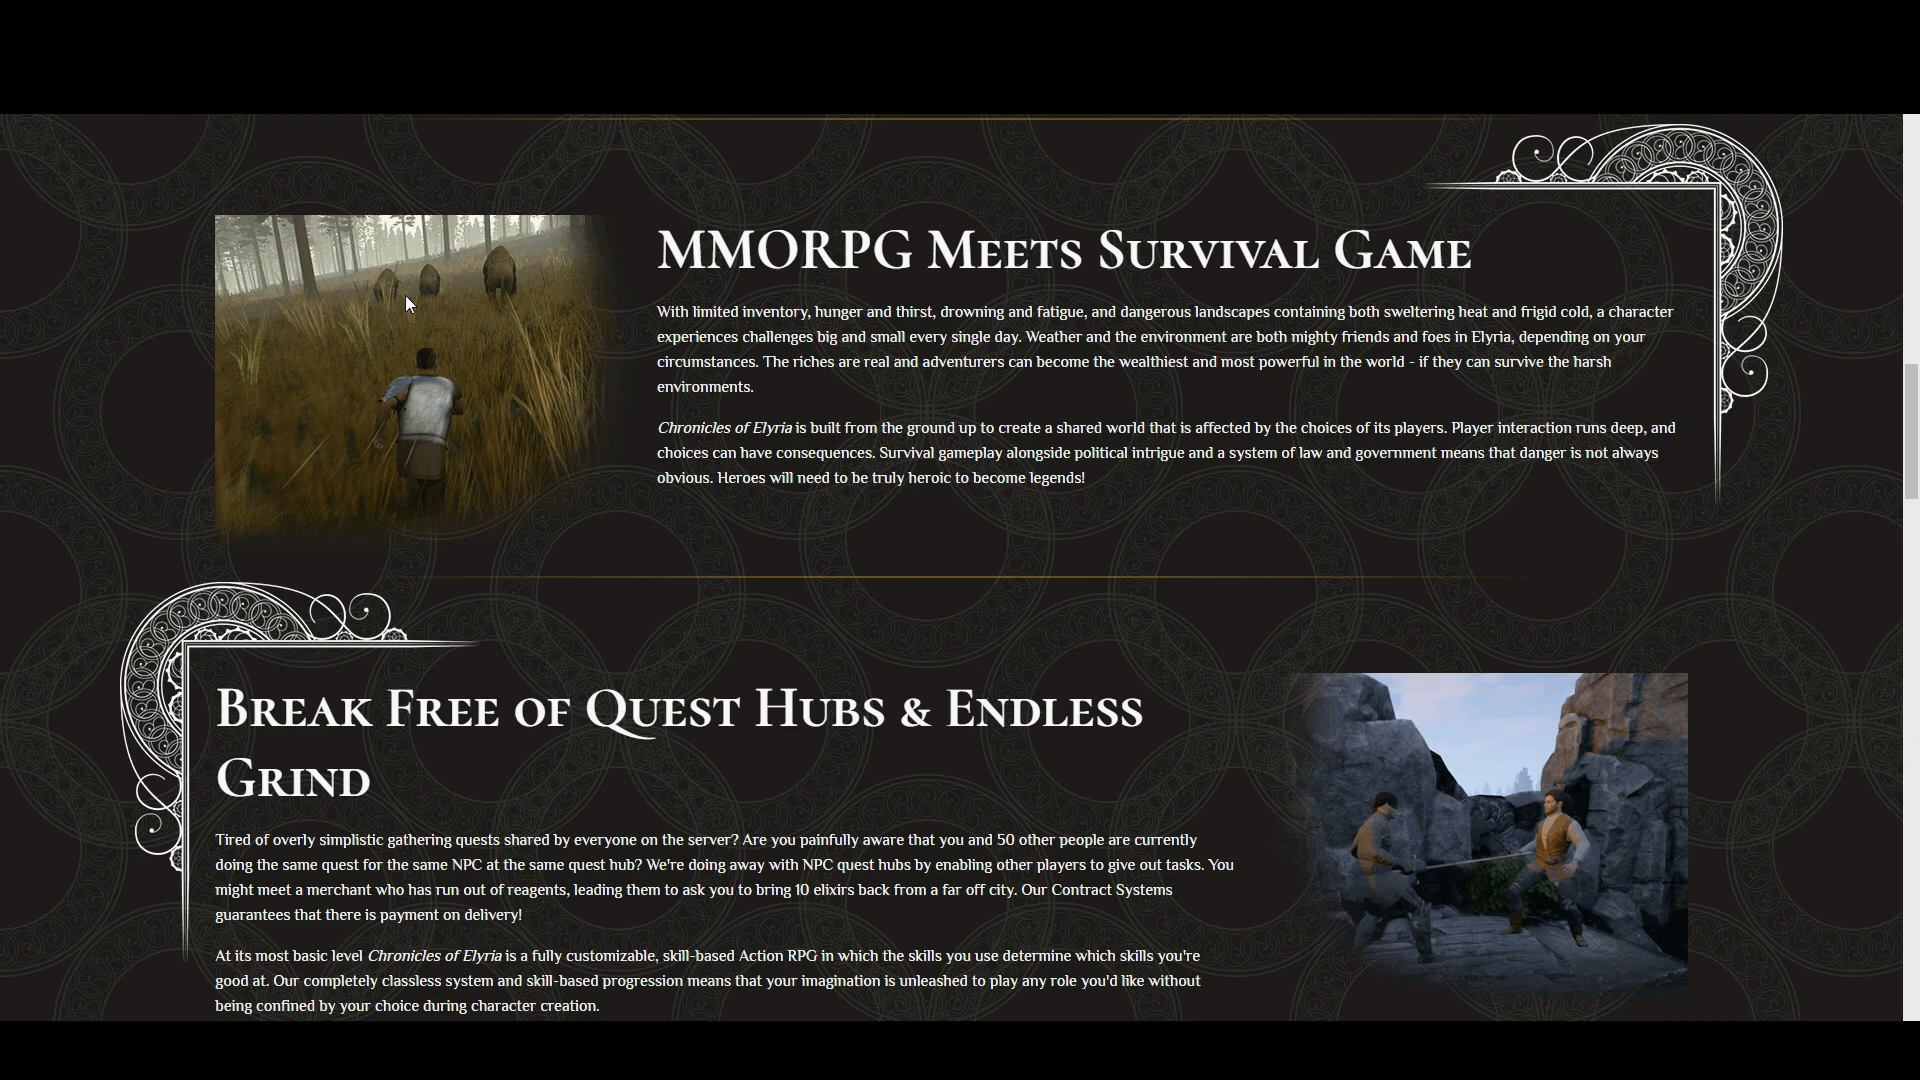 MMORPG Meets Survival Game
With limited inventory, hunger and thirst, drowning and fatigue, and dangerous landscapes containing both sweltering heat and frigid cold, a character
experiences challenges big and small every single day. Weather and the environment are both mighty friends and foes in Elyria, depending on your
circumstances. The riches are real and adventurers can become the wealthiest and most powerful in the world - if they can survive the harsh
environments.
Chronicles of Elyria is built from the ground up to create a shared world that is affected by the choices of its players. Player interaction runs deep, and
choices can have consequences. Survival gameplay alongside political intrigue and a system of law and government means that danger is not always
obvious. Heroes will need to be truly heroic to become legends!
Break Free of Quest Hubs & Endless
Grind
Tired of overly simplistic gathering quests shared by everyone on the server? Are you painfully aware that you and 50 other people are currently
doing the same quest for the same NPC at the same quest hub? We're doing away with NPC quest hubs by enabling other players to give out tasks. You
might meet a merchant who has run out of reagents, leading them to ask you to bring 10 elixirs back from a far off city. Our Contract Systems
guarantees that there is payment on delivery!
At its most basic level Chronicles of Elyria is a fully customizable, skill-based Action RPG in which the skills you use determine which skills you're
good at. Our completely classless system and skill-based progression means that your imagination is unleashed to play any role you'd like without
being confined by your choice during character creation.